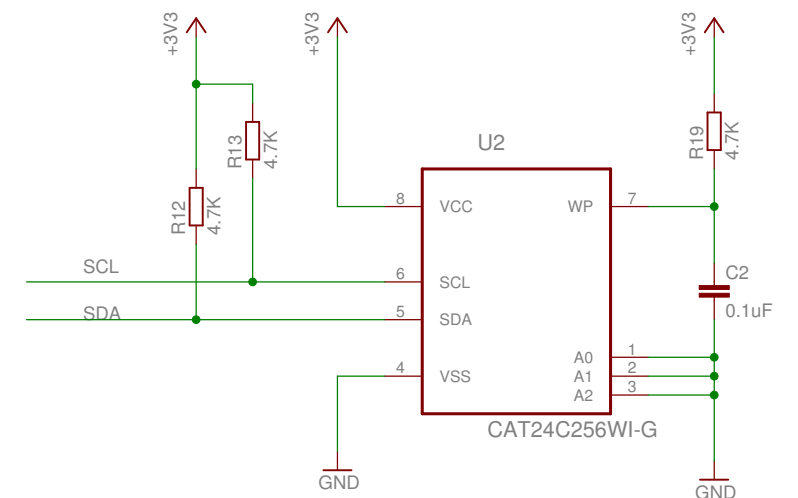 +3V3
+3V3
+3V3
R13
4.7K
R19
4.7K
U2
R12
4.7K
8
VCC
WP
7
SCL
6
SCL
C2
0.1uF
SDA
5
SDA
A0
1
4
VSS
A1
2
A2
3
CAT24C256WI-G
GND
GND